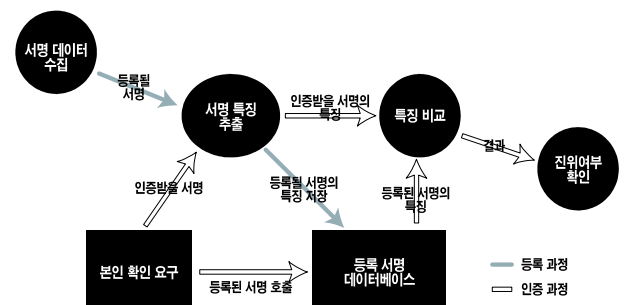 서명 데이터
수집
등록될
서명
서명 특징
추출
인증받을 서명의
특징
특징 비교
결과
진위여부
확인
인증받을 서명
등록될 서명의
특징 저장
등록된 서명의
특징
본인 확인 요구
등록된 서명 호출
등록 서명
데이터베이스
등록 과정
인증 과정